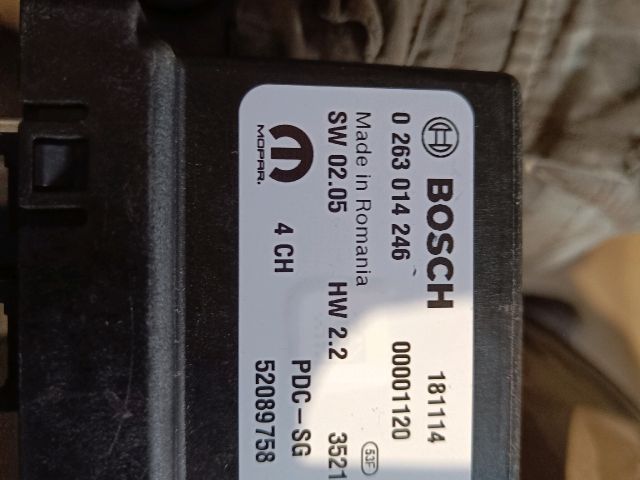 BOSCH 181114
0 263 014 246 00001120
Made in Romania 53F
SW 02.05 HW 2.2 3521
MOPAR. 4 CH PDC-SG
52089758